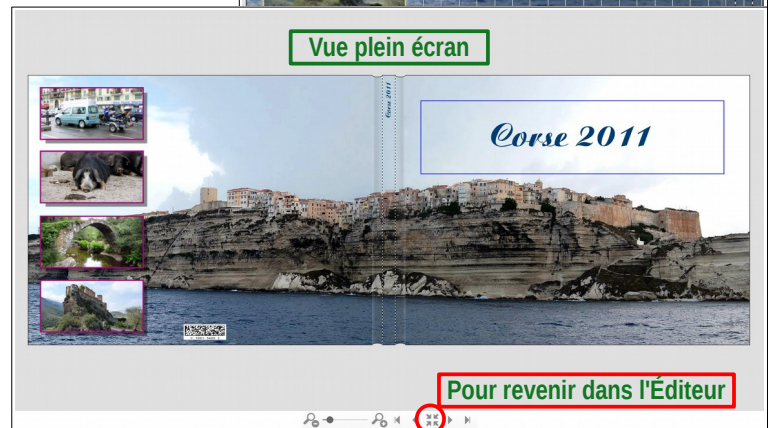 Vue plein écran
Corse 2011
Corse 2011
Pour revenir dans l'Éditeur